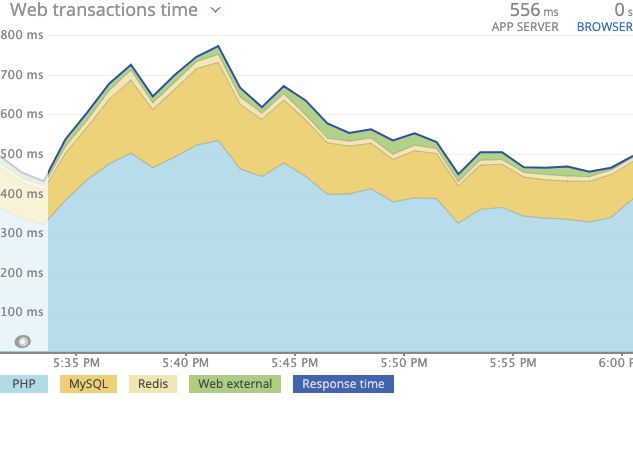 Web transactions time
556 ms
APP SERVER
0 s
BROWSER
800 ms
700 ms
600 ms
500 ms
400 ms
300 ms
200 ms
100 ms
5:35 PM
5:40 PM
5:45 PM
5:50 PM
5:55 PM
6:00 P
PHP
MySQL
Redis
Web external
Response time